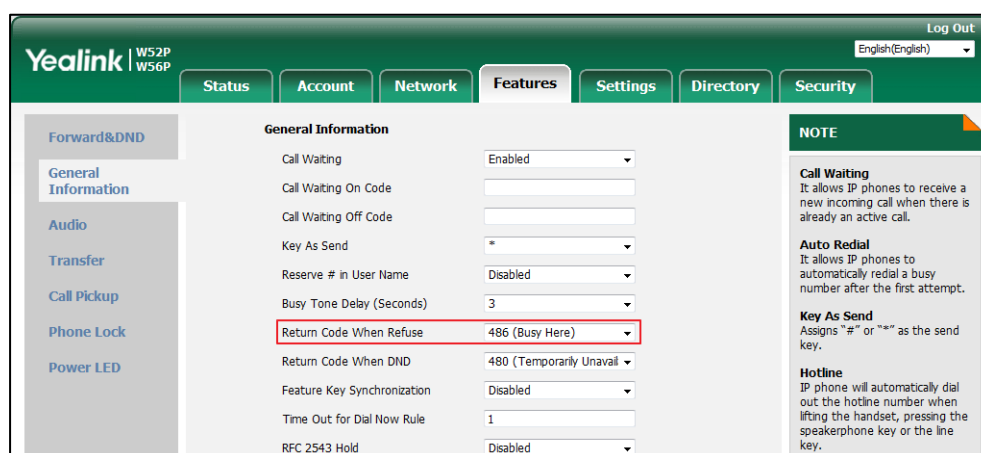 Log Out
Yealink | W52P
W56P
English(English)
Status Account Network Features Settings Directory Security
Forward&DND
General
Information
Audio
Transfer
Call Pickup
Phone Lock
Power LED
General Information
Call Waiting Enabled
Call Waiting On Code
Call Waiting Off Code
Key As Send *
Reserve # in User Name Disabled
Busy Tone Delay (Seconds) 3
Return Code When Refuse 486 (Busy Here)
Return Code When DND 480 (Temporarily Unavail
Feature Key Synchronization Disabled
Time Out for Dial Now Rule 1
RFC 2543 Hold Disabled
NOTE
Call Waiting
It allows IP phones to receive a
new incoming call when there is
already an active call.
Auto Redial
It allows IP phones to
automatically redial a busy
number after the first attempt.
Key As Send
Assigns "#" or "*" as the send
key.
Hotline
IP phone will automatically dial
out the hotline number when
lifting the handset, pressing the
speakerphone key or the line
key.